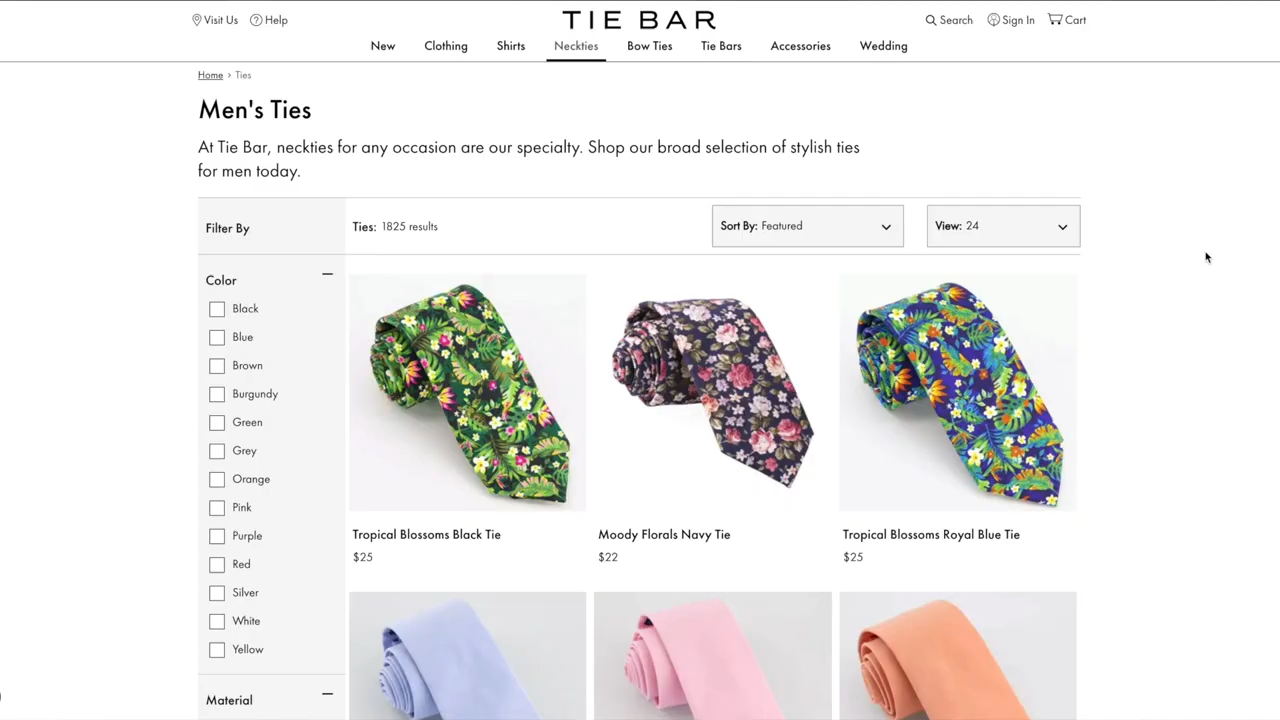 Visit Us
Help
TIE BAR
Search
Sign In
Cart
New
Clothing
Shirts
Neckties
Bow Ties
Tie Bars
Accessories
Wedding
Home › Ties
Men's Ties
At Tie Bar, neckties for any occasion are our specialty. Shop our broad selection of stylish ties
for men today.
Filter By
Ties: 1825 results
Sort By: Featured
View: 24
Color
Black
Blue
Brown
Burgundy
Green
Grey
Orange
Pink
Purple
Red
Silver
White
Yellow
Material
Tropical Blossoms Black Tie
$25
Moody Florals Navy Tie
$22
Tropical Blossoms Royal Blue Tie
$25